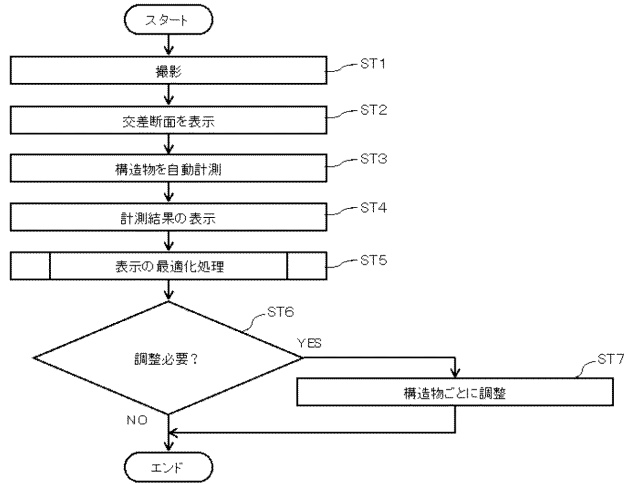 スタート
撮影
ST1
交差断面を表示
ST2
構造物を自動計測
ST3
計測結果の表示
ST4
表示の最適化処理
ST5
ST6
調整必要？
YES
ST7
構造物ごとに調整
NO
エンド